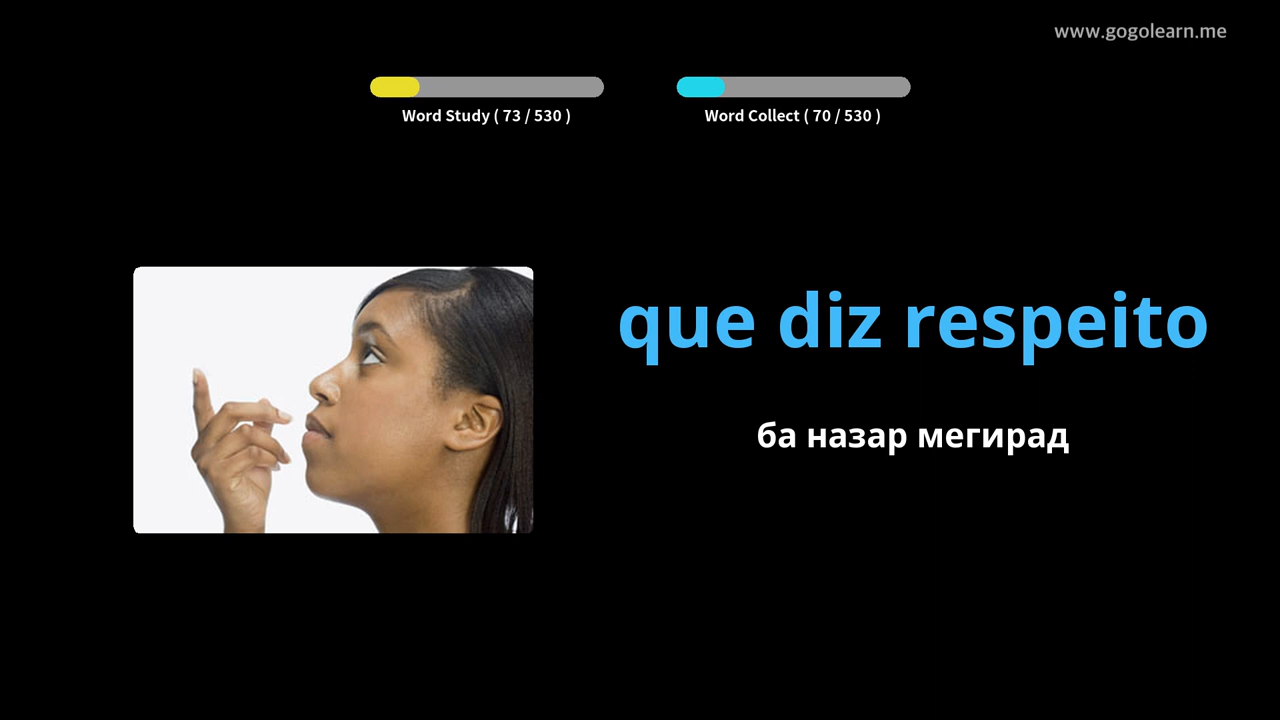 www.gogolearn.me
Word Study ( 73 / 530 )
Word Collect ( 70 / 530 )
que diz respeito
ба назар мегирад